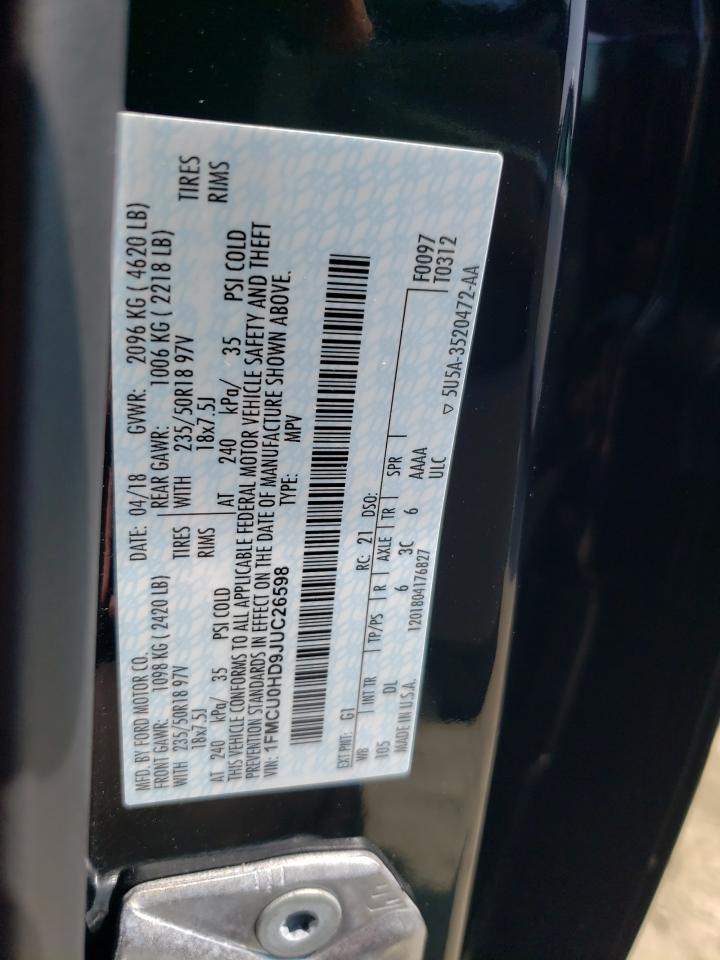 MFD. BY FORD MOTOR CO. DATE: 04/18 GVWR: 2096 KG ( 4620 LB)
FRONT GAWR: 1098 KG ( 2420 LB) REAR GAWR: 1006 KG ( 2218 LB)
WITH 235/50R18 97V TIRES WITH 235/50R18 97V TIRES
18x7.5J RIMS 18x7.5J RIMS
AT 240 kPa/ 35 PSI COLD AT 240 kPa/ 35 PSI COLD
THIS VEHICLE CONFORMS TO ALL APPLICABLE FEDERAL MOTOR VEHICLE SAFETY AND THEFT
PREVENTION STANDARDS IN EFFECT ON THE DATE OF MANUFACTURE SHOWN ABOVE.
VIN: 1FMCU0HD9JUC26598 TYPE: MPV
EXT PNT: G1 RC: 21 DSO: F0097
WB INT TR TP/PS R AXLE TR SPR T0312
105 DL 6 3C 6 AAAA
MADE IN U.S.A. 1201804176827 ULC
▽ 5U5A-3520472-AA